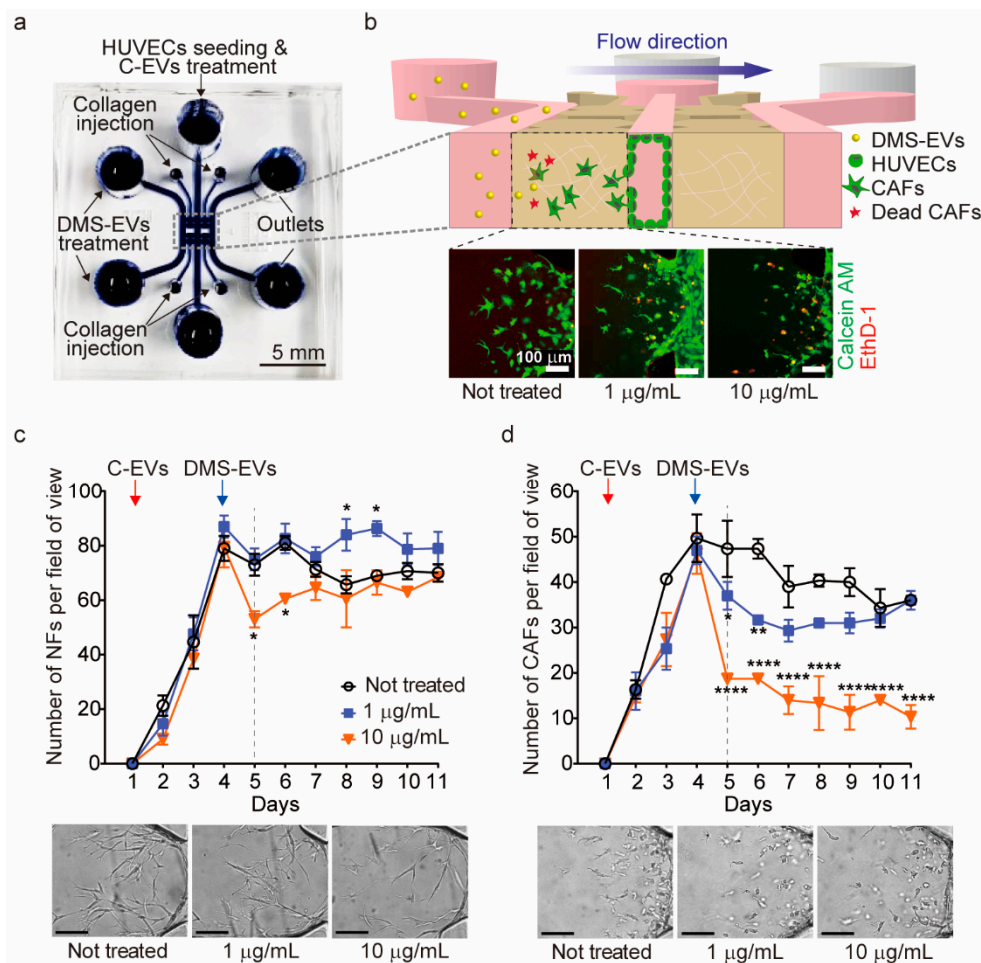 a
HUVECs seeding &
C-EVs treatment
Collagen
injection
DMS-EVs
treatment
Outlets
Collagen
injection
5 mm
b
Flow direction
DMS-EVs
HUVECs
CAFs
Dead CAFs
100 μm
Calcein AM
EthD-1
Not treated
1 μg/mL
10 μg/mL
c
C-EVs
DMS-EVs
Number of NFs per field of view
100
80
60
40
20
0
* *
* *
Not treated
1 μg/mL
10 μg/mL
1 2 3 4 5 6 7 8 9 10 11
Days
Not treated
1 μg/mL
10 μg/mL
d
C-EVs
DMS-EVs
Number of CAFs per field of view
60
50
40
30
20
10
0
* **
**** **** **** **** **** **** ****
1 2 3 4 5 6 7 8 9 10 11
Days
Not treated
1 μg/mL
10 μg/mL